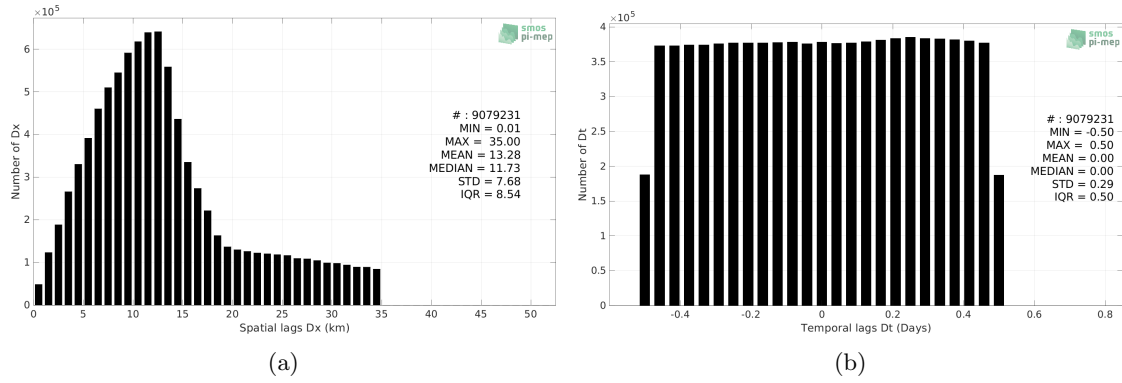 ×10⁵
6
5
4
3
2
1
0
Number of Dx
0 5 10 15 20 25 30 35 40 45 50
Spatial lags Dx (km)
smos
pi-mep
# : 9079231
MIN = 0.01
MAX = 35.00
MEAN = 13.28
MEDIAN = 11.73
STD = 7.68
IQR = 8.54
(a)
×10⁵
4
3.5
3
2.5
2
1.5
1
0.5
0
Number of Dt
-0.4 -0.2 0 0.2 0.4 0.6 0.8
Temporal lags Dt (Days)
smos
pi-mep
# : 9079231
MIN = -0.50
MAX = 0.50
MEAN = 0.00
MEDIAN = 0.00
STD = 0.29
IQR = 0.50
(b)